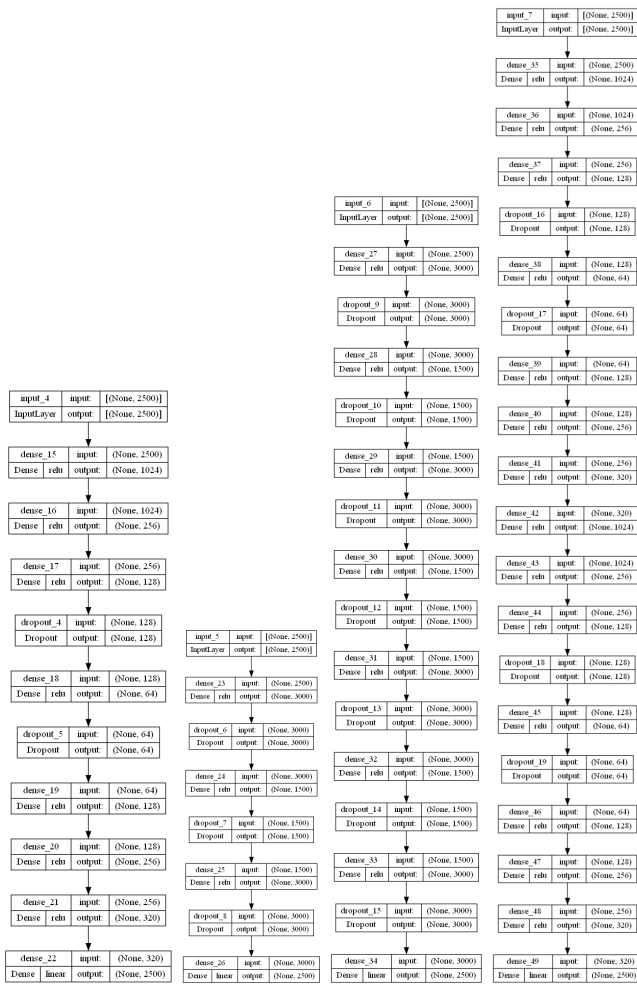 input_4 input: [(None, 2500)]
InputLayer output: [(None, 2500)]
dense_15 input: (None, 2500)
Dense relu output: (None, 1024)
dense_16 input: (None, 1024)
Dense relu output: (None, 256)
dense_17 input: (None, 256)
Dense relu output: (None, 128)
dropout_4 input: (None, 128)
Dropout output: (None, 128)
dense_18 input: (None, 128)
Dense relu output: (None, 64)
dropout_5 input: (None, 64)
Dropout output: (None, 64)
dense_19 input: (None, 64)
Dense relu output: (None, 128)
dense_20 input: (None, 128)
Dense relu output: (None, 256)
dense_21 input: (None, 256)
Dense relu output: (None, 320)
dense_22 input: (None, 320)
Dense linear output: (None, 2500)
input_5 input: [(None, 2500)]
InputLayer output: [(None, 2500)]
dense_23 input: (None, 2500)
Dense relu output: (None, 3000)
dropout_6 input: (None, 3000)
Dropout output: (None, 3000)
dense_24 input: (None, 3000)
Dense relu output: (None, 1500)
dropout_7 input: (None, 1500)
Dropout output: (None, 1500)
dense_25 input: (None, 1500)
Dense relu output: (None, 3000)
dropout_8 input: (None, 3000)
Dropout output: (None, 3000)
dense_26 input: (None, 3000)
Dense linear output: (None, 2500)
input_6 input: [(None, 2500)]
InputLayer output: [(None, 2500)]
dense_27 input: (None, 2500)
Dense relu output: (None, 3000)
dropout_9 input: (None, 3000)
Dropout output: (None, 3000)
dense_28 input: (None, 3000)
Dense relu output: (None, 1500)
dropout_10 input: (None, 1500)
Dropout output: (None, 1500)
dense_29 input: (None, 1500)
Dense relu output: (None, 3000)
dropout_11 input: (None, 3000)
Dropout output: (None, 3000)
dense_30 input: (None, 3000)
Dense relu output: (None, 1500)
dropout_12 input: (None, 1500)
Dropout output: (None, 1500)
dense_31 input: (None, 1500)
Dense relu output: (None, 3000)
dropout_13 input: (None, 3000)
Dropout output: (None, 3000)
dense_32 input: (None, 3000)
Dense relu output: (None, 1500)
dropout_14 input: (None, 1500)
Dropout output: (None, 1500)
dense_33 input: (None, 1500)
Dense relu output: (None, 3000)
dropout_15 input: (None, 3000)
Dropout output: (None, 3000)
dense_34 input: (None, 3000)
Dense linear output: (None, 2500)
input_7 input: [(None, 2500)]
InputLayer output: [(None, 2500)]
dense_35 input: (None, 2500)
Dense relu output: (None, 1024)
dense_36 input: (None, 1024)
Dense relu output: (None, 256)
dense_37 input: (None, 256)
Dense relu output: (None, 128)
dropout_16 input: (None, 128)
Dropout output: (None, 128)
dense_38 input: (None, 128)
Dense relu output: (None, 64)
dropout_17 input: (None, 64)
Dropout output: (None, 64)
dense_39 input: (None, 64)
Dense relu output: (None, 128)
dense_40 input: (None, 128)
Dense relu output: (None, 256)
dense_41 input: (None, 256)
Dense relu output: (None, 320)
dense_42 input: (None, 320)
Dense relu output: (None, 1024)
dense_43 input: (None, 1024)
Dense relu output: (None, 256)
dense_44 input: (None, 256)
Dense relu output: (None, 128)
dropout_18 input: (None, 128)
Dropout output: (None, 128)
dense_45 input: (None, 128)
Dense relu output: (None, 64)
dropout_19 input: (None, 64)
Dropout output: (None, 64)
dense_46 input: (None, 64)
Dense relu output: (None, 128)
dense_47 input: (None, 128)
Dense relu output: (None, 256)
dense_48 input: (None, 256)
Dense relu output: (None, 320)
dense_49 input: (None, 320)
Dense linear output: (None, 2500)